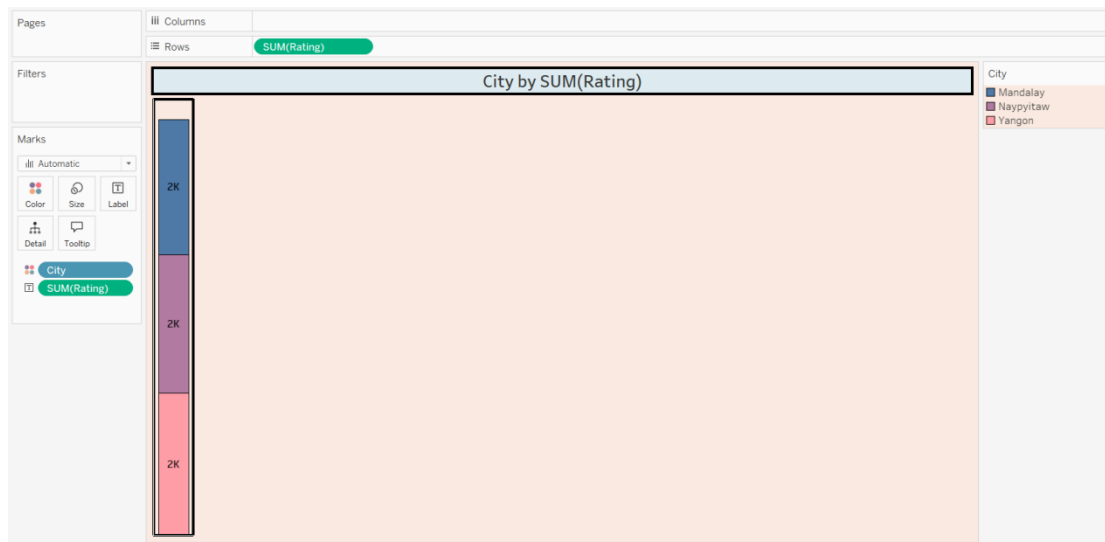 Pages
Columns
Rows
SUM(Rating)
Filters
City by SUM(Rating)
City
Mandalay
Naypyitaw
Yangon
Marks
Automatic
Color
Size
Label
Detail
Tooltip
City
SUM(Rating)
2K
2K
2K